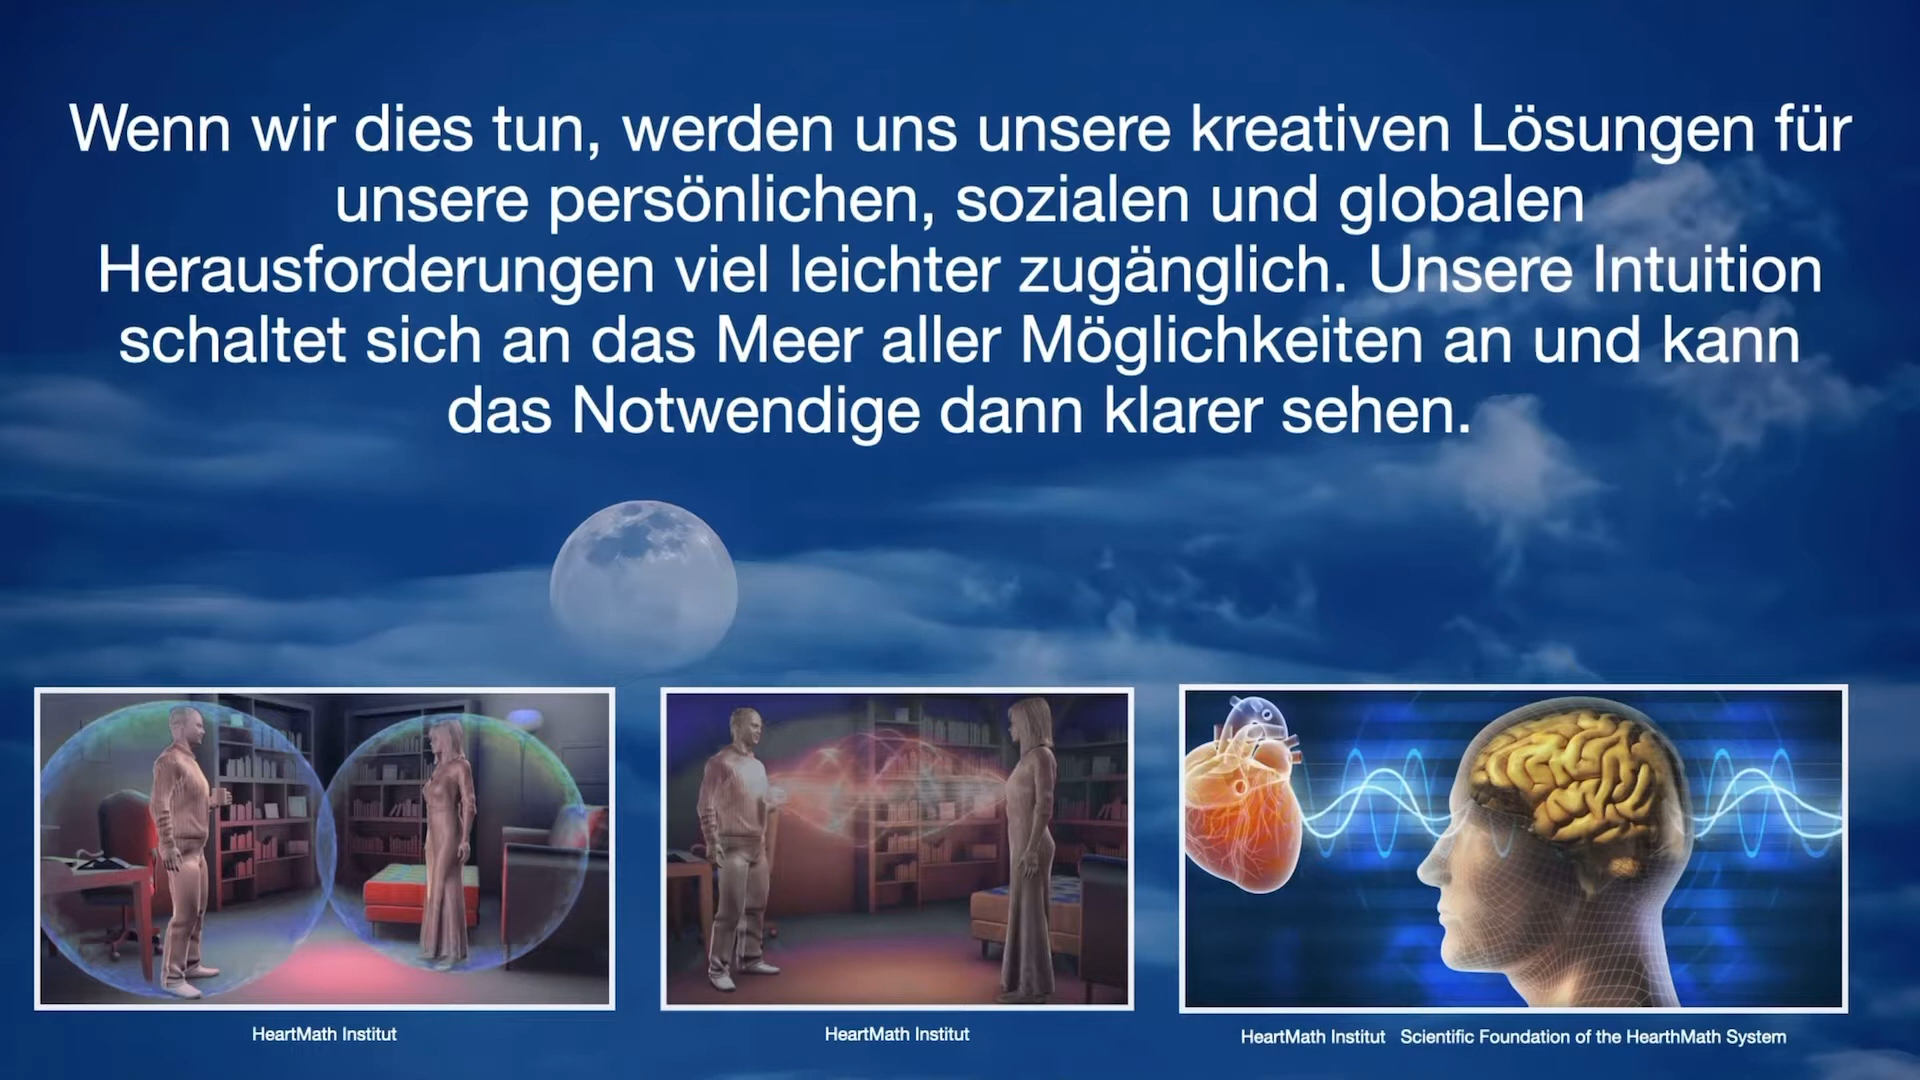 Wenn wir dies tun, werden uns unsere kreativen Lösungen für
unsere persönlichen, sozialen und globalen
Herausforderungen viel leichter zugänglich. Unsere Intuition
schaltet sich an das Meer aller Möglichkeiten an und kann
das Notwendige dann klarer sehen.
HeartMath Institut
HeartMath Institut
HeartMath Institut Scientific Foundation of the HearthMath System